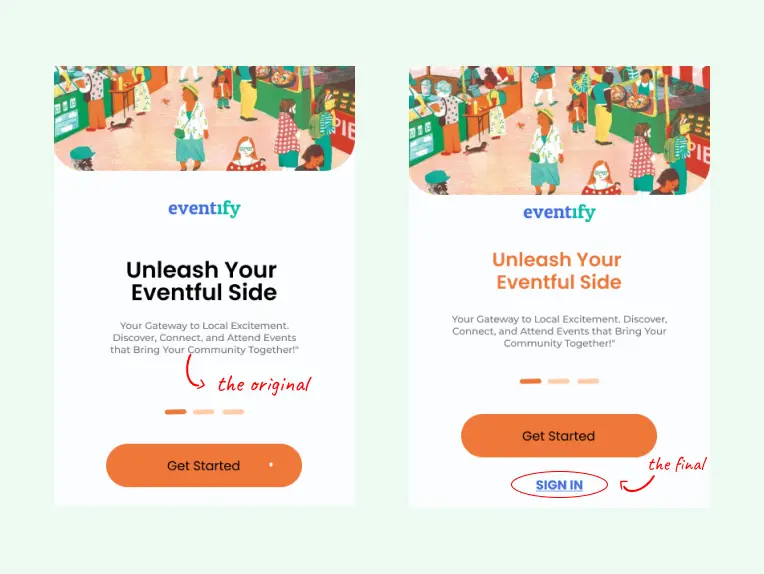 PIE
eventify
Unleash Your
Eventful Side
Your Gateway to Local Excitement.
Discover, Connect, and Attend Events
that Bring Your Community Together!"
the original
Get Started
PIE
eventify
Unleash Your
Eventful Side
Your Gateway to Local Excitement. Discover,
Connect, and Attend Events that Bring Your
Community Together!"
Get Started
the final
SIGN IN